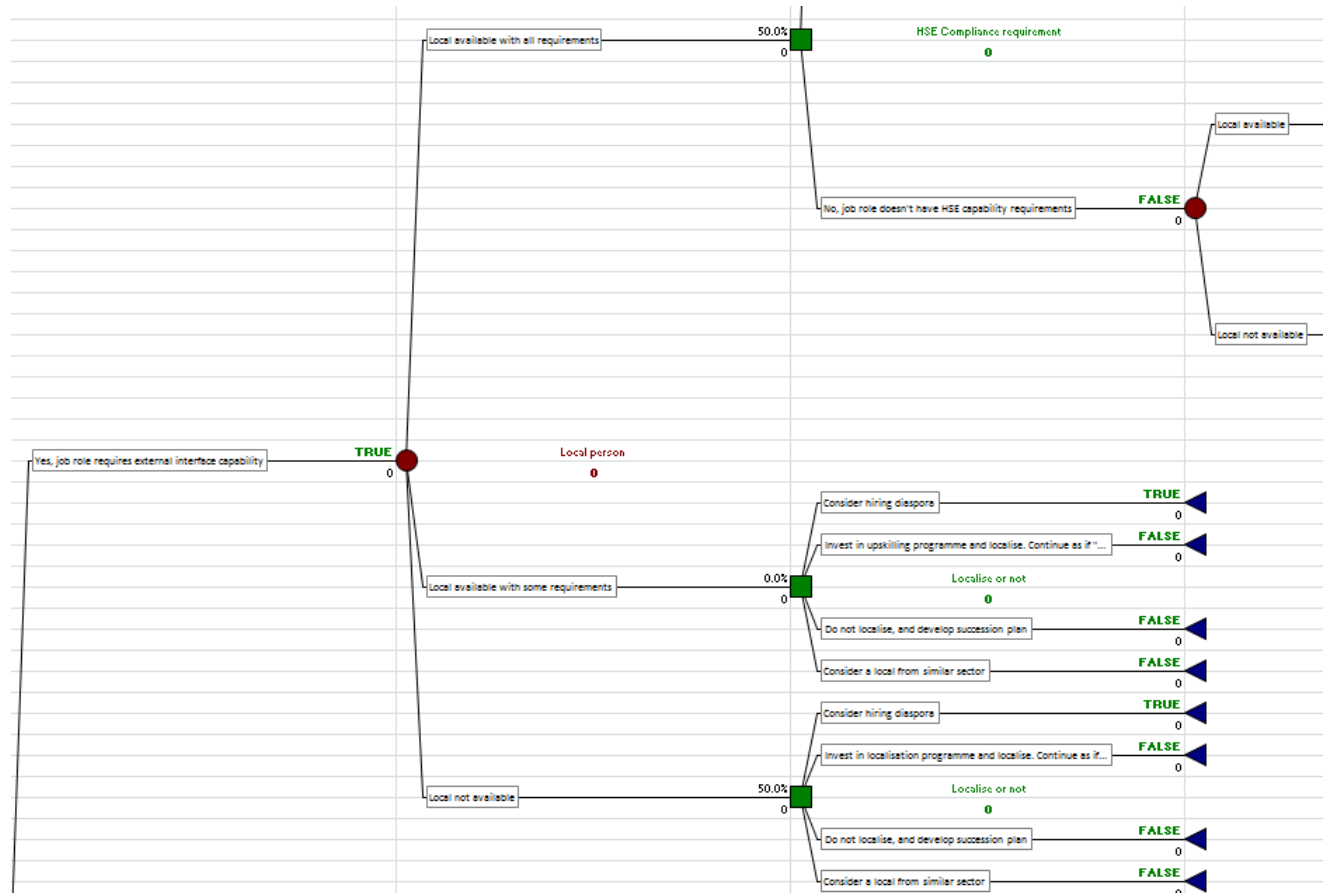 Local available with all requirements
50.0%
0
HSE Compliance requirement
0
Local available
No, job role doesn't have HSE capability requirements
FALSE
0
Local not available
Yes, job role requires external interface capability
TRUE
0
Local person
0
Consider hiring diaspora
TRUE
0
Invest in upskilling programme and localise. Continue as if "...
FALSE
0
Local available with some requirements
0.0%
0
Localise or not
0
Do not localise, and develop succession plan
FALSE
0
Consider a local from similar sector
FALSE
0
Consider hiring diaspora
TRUE
0
Invest in localisation programme and localise. Continue as if...
FALSE
0
Local not available
50.0%
0
Localise or not
0
Do not localise, and develop succession plan
FALSE
0
Consider a local from similar sector
FALSE